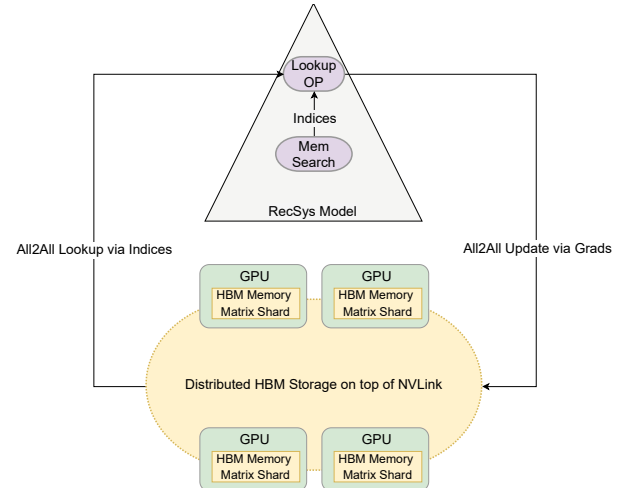 Lookup
OP
Indices
Mem
Search
RecSys Model
All2All Lookup via Indices
All2All Update via Grads
GPU
HBM Memory
Matrix Shard
GPU
HBM Memory
Matrix Shard
Distributed HBM Storage on top of NVLink
GPU
HBM Memory
Matrix Shard
GPU
HBM Memory
Matrix Shard